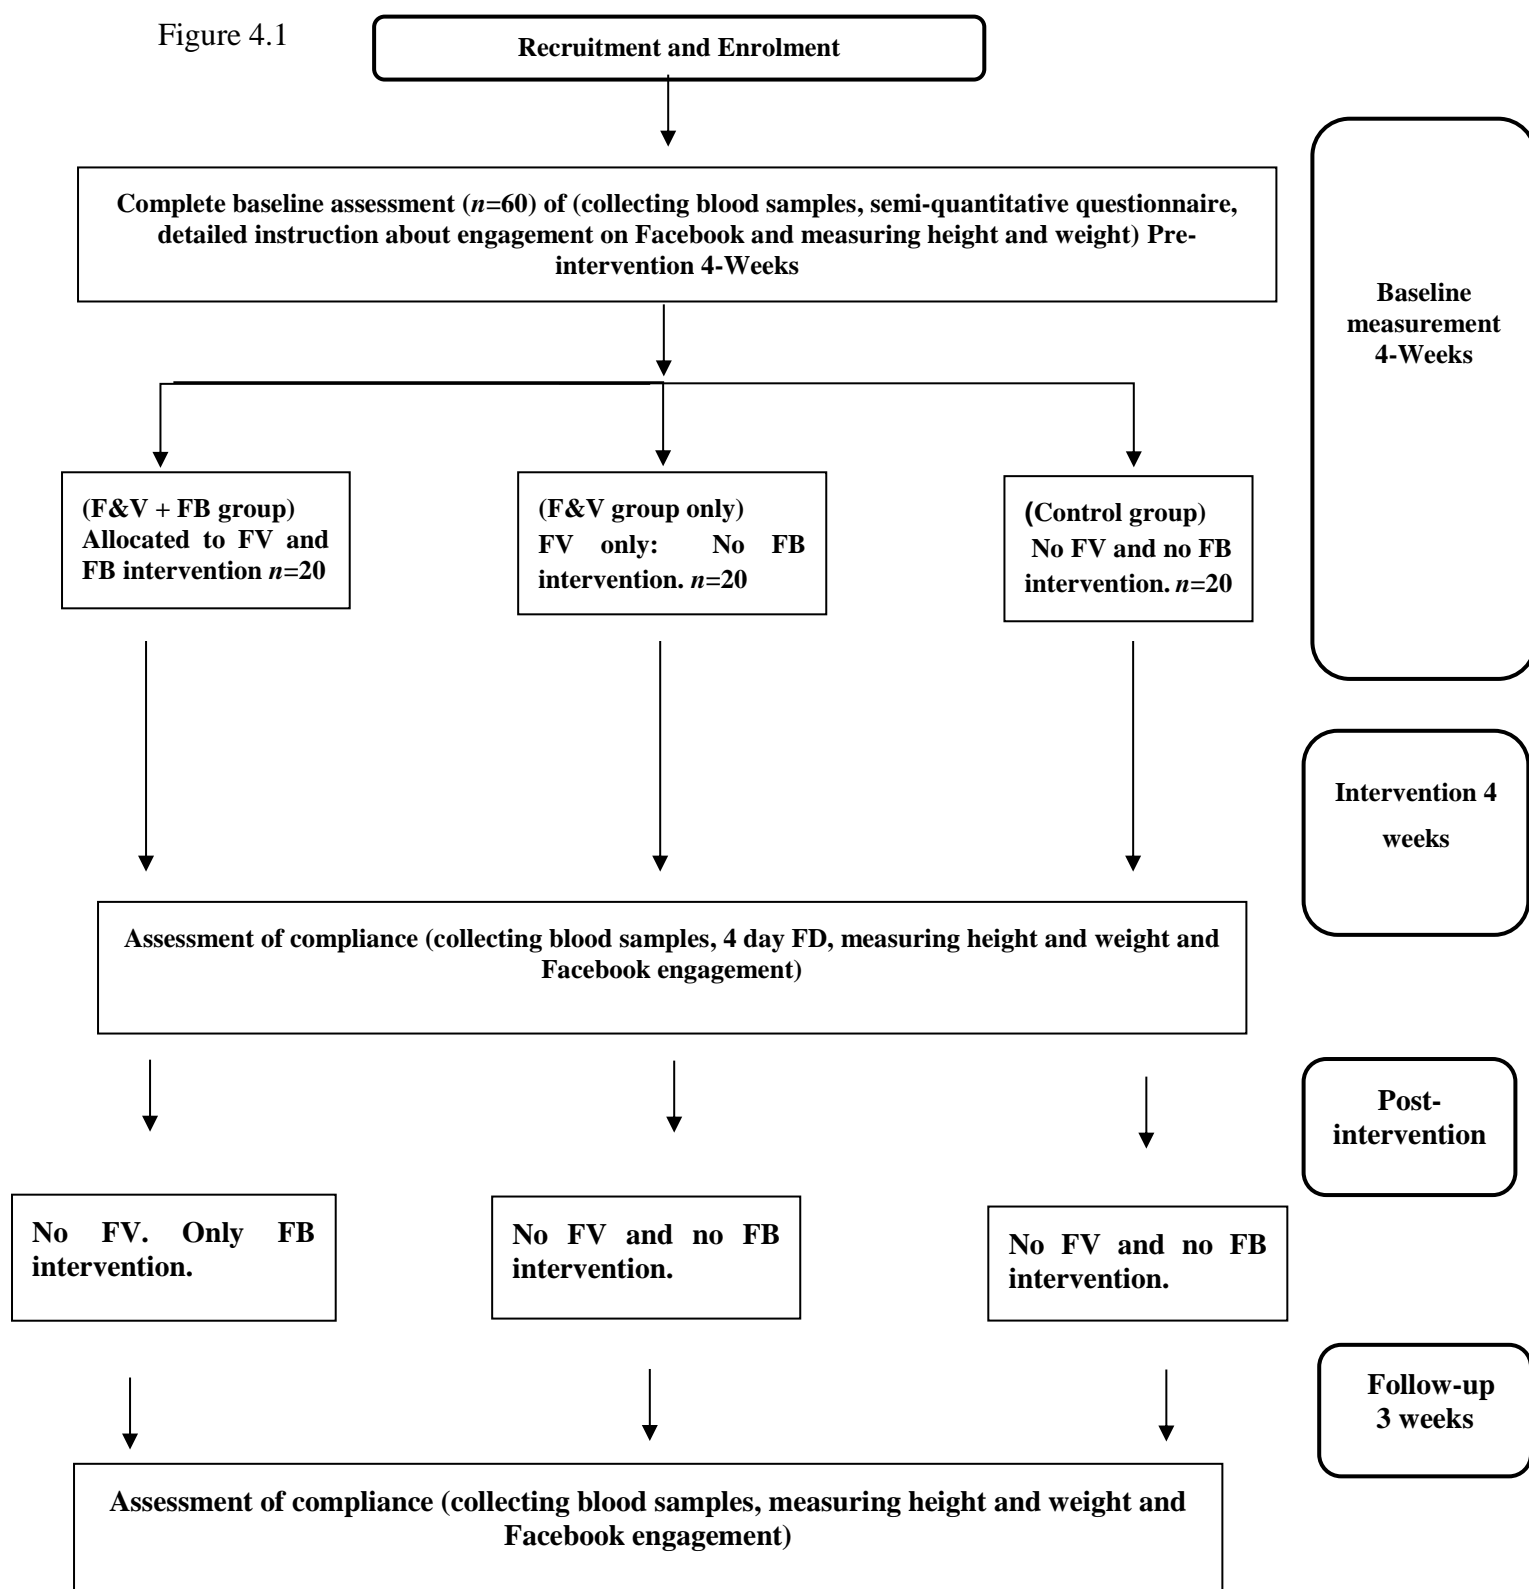 Figure 4.1
Recruitment and Enrolment
Complete baseline assessment (n=60) of (collecting blood samples, semi-quantitative questionnaire,
detailed instruction about engagement on Facebook and measuring height and weight) Pre-
intervention 4-Weeks
Baseline
measurement
4-Weeks
(F&V + FB group)
Allocated to FV and
FB intervention n=20
(F&V group only)
FV only: No FB
intervention. n=20
(Control group)
No FV and no FB
intervention. n=20
Intervention 4
weeks
Assessment of compliance (collecting blood samples, 4 day FD, measuring height and weight and
Facebook engagement)
Post-
intervention
No FV. Only FB
intervention.
No FV and no FB
intervention.
No FV and no FB
intervention.
Follow-up
3 weeks
Assessment of compliance (collecting blood samples, measuring height and weight and
Facebook engagement)